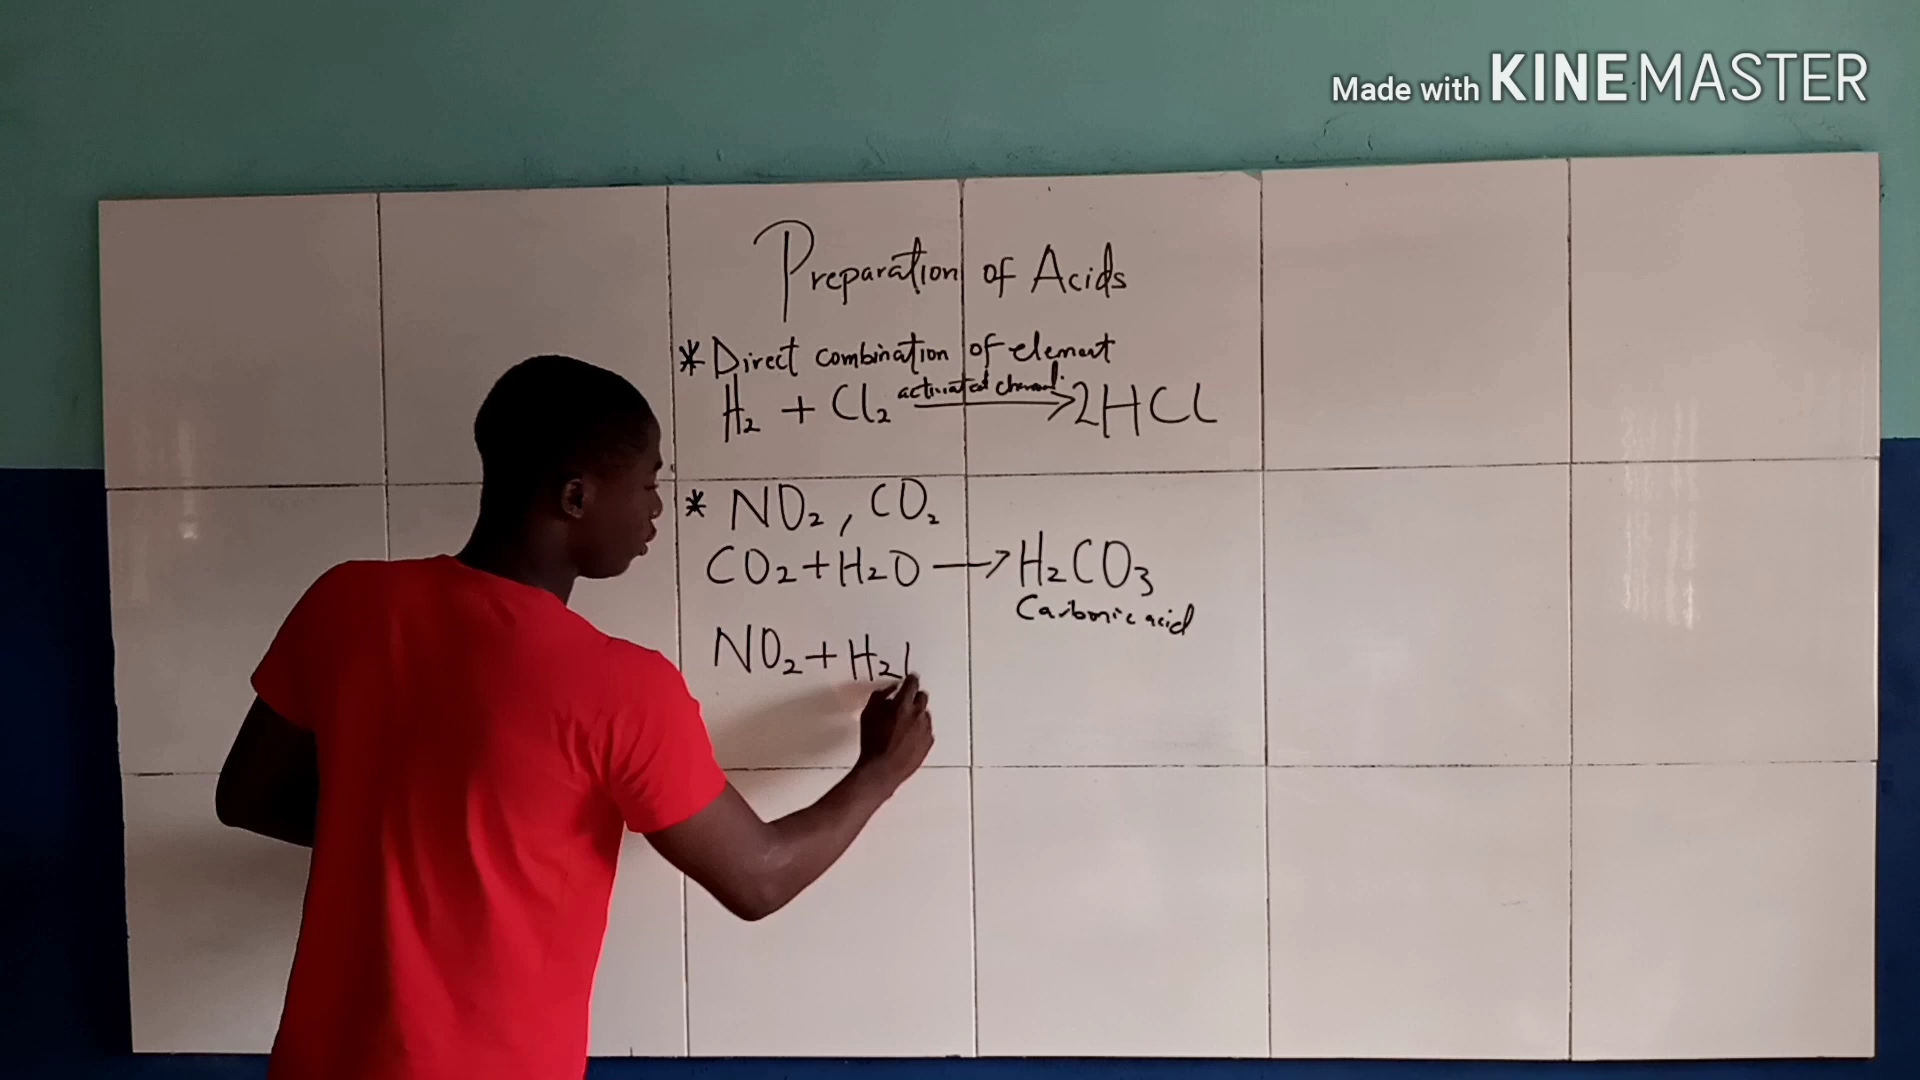 Made with KINEMASTER
Preparation of Acids
* Direct combination of element
activated charcoal.
H₂ + Cl₂ → 2HCl
* NO₂, CO₂
CO₂ + H₂O → H₂CO₃
Carbonic acid
NO₂ + H₂